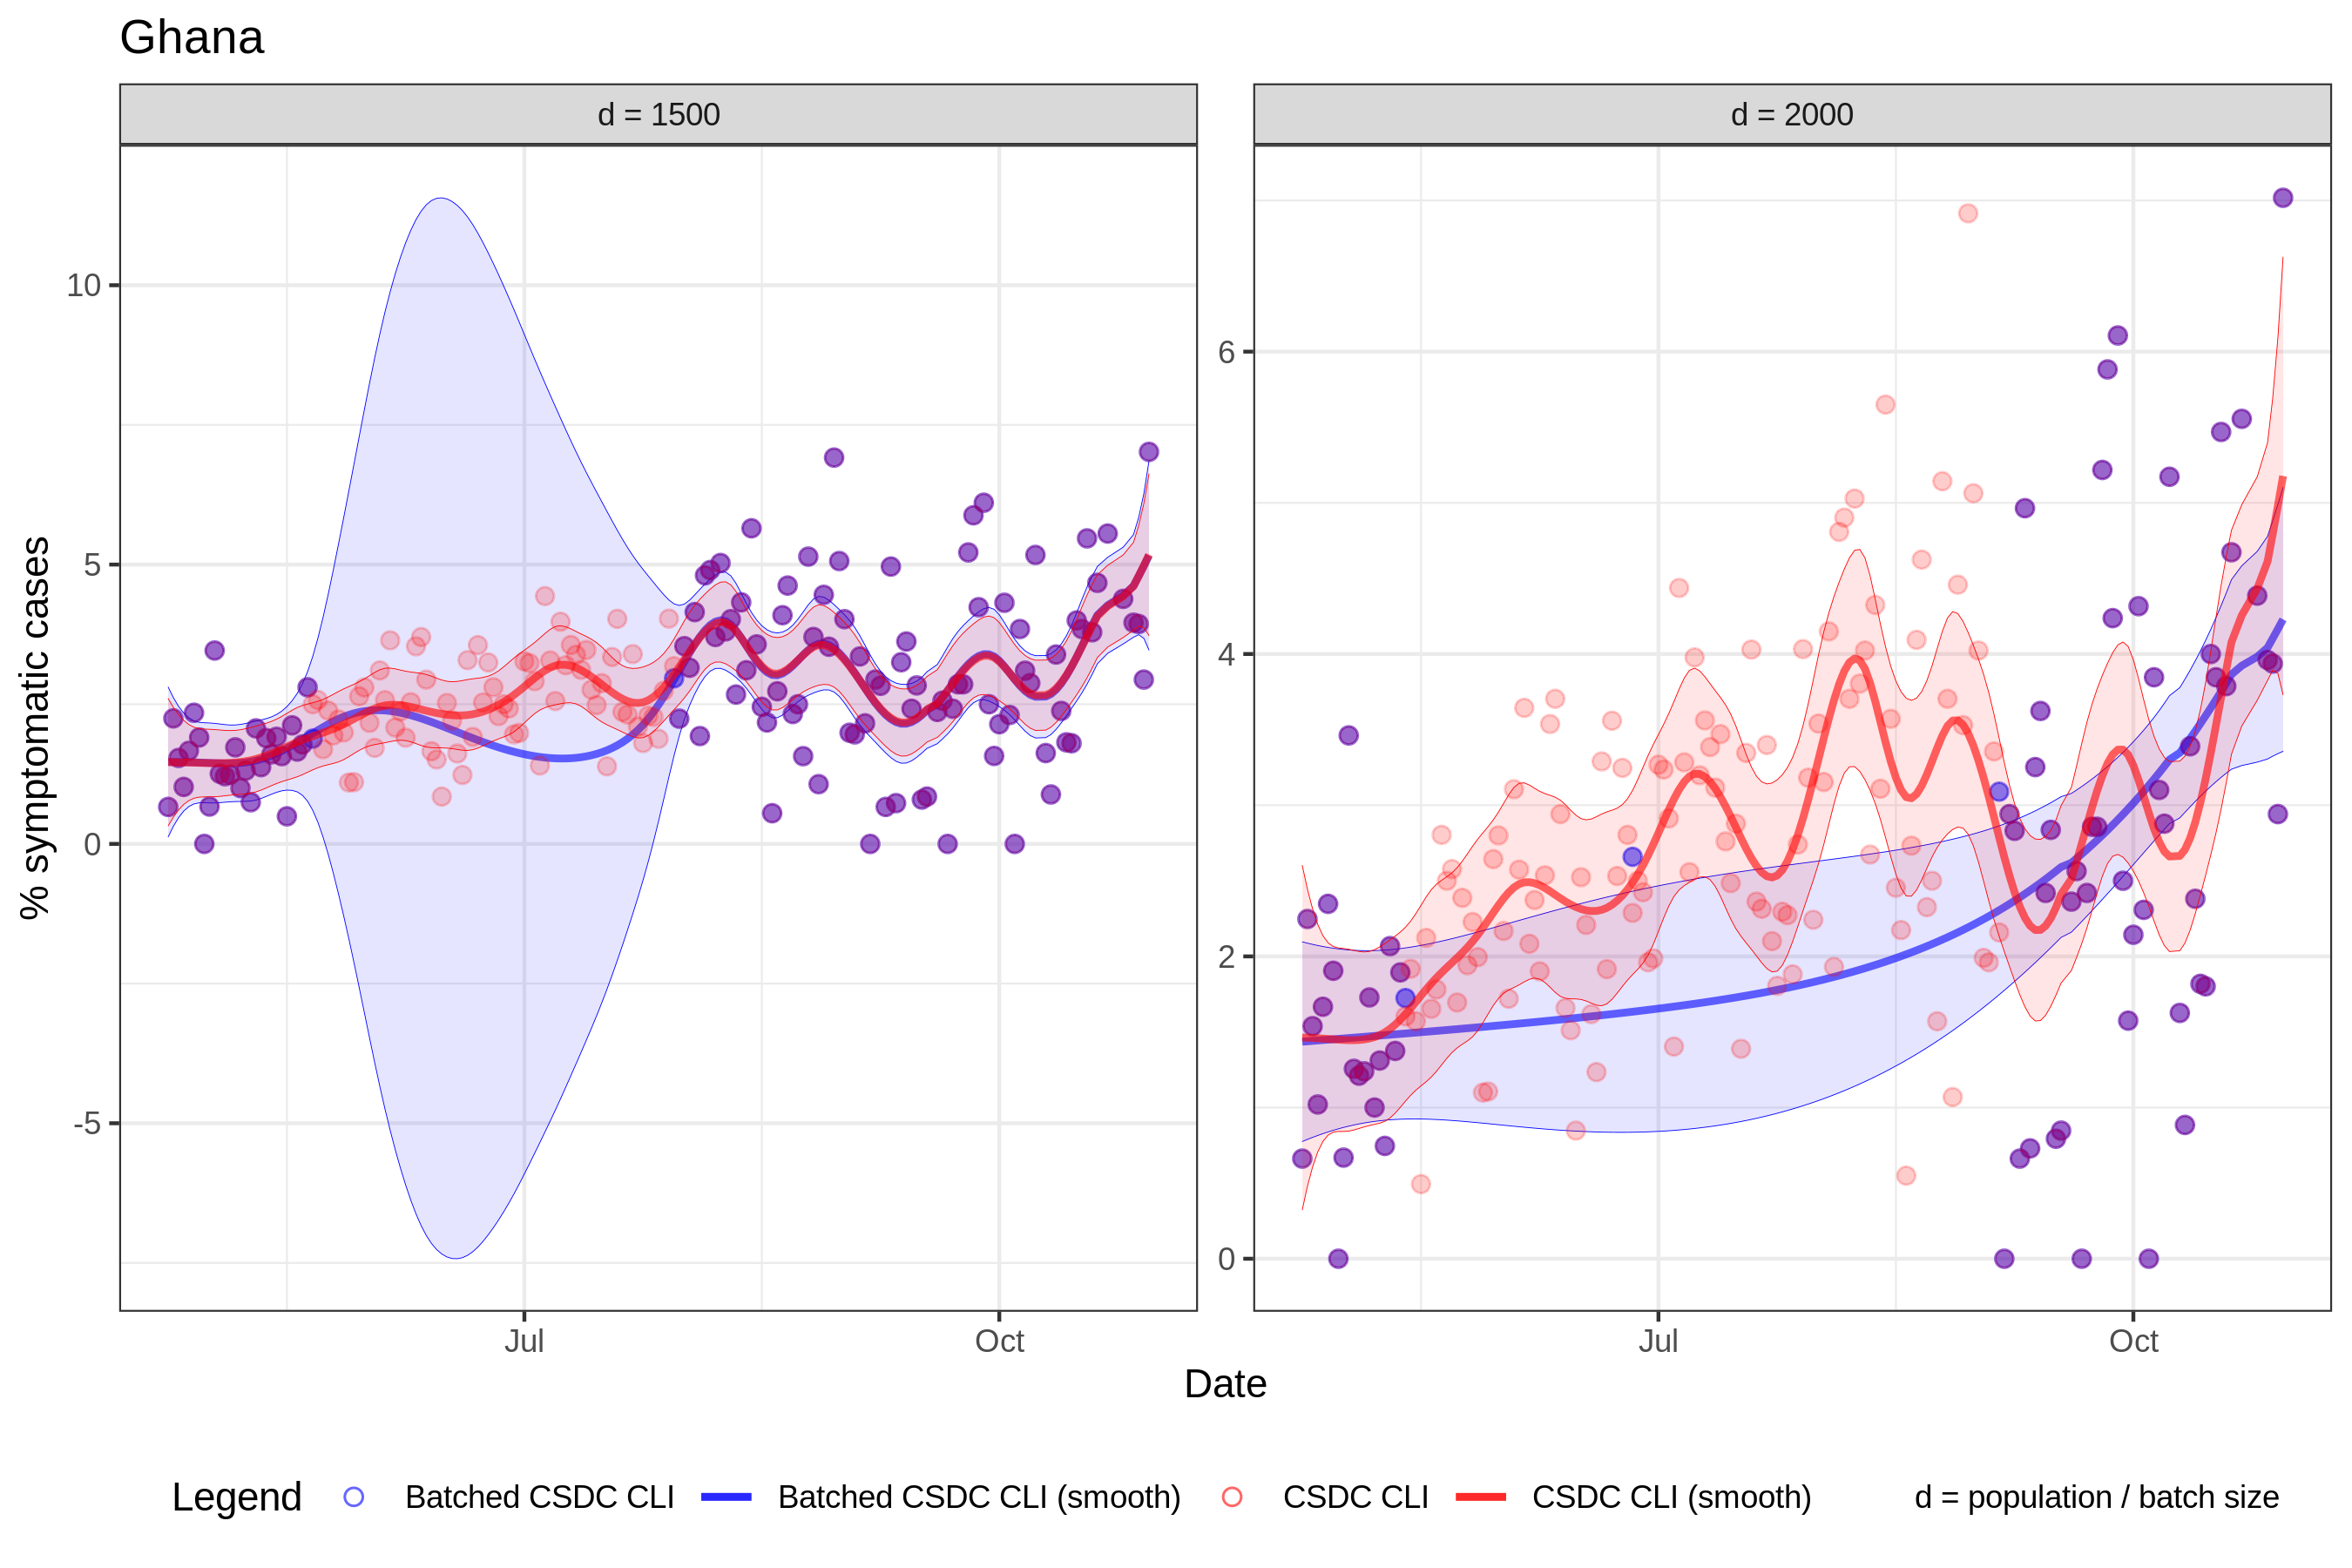 Ghana
d = 1500
d = 2000
% symptomatic cases
10
5
0
-5
6
4
2
0
Jul
Oct
Jul
Oct
Date
Legend
Batched CSDC CLI
Batched CSDC CLI (smooth)
CSDC CLI
CSDC CLI (smooth)
d = population / batch size